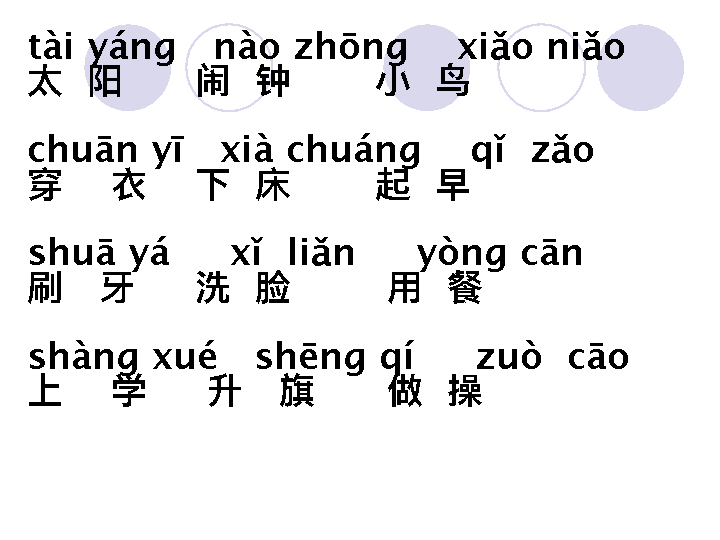 tài yáng nào zhōng xiǎo niǎo
太 阳 闹 钟 小 鸟
chuān yī xià chuáng qǐ zǎo
穿 衣 下 床 起 早
shuā yá xǐ liǎn yòng cān
刷 牙 洗 脸 用 餐
shàng xué shēng qí zuò cāo
上 学 升 旗 做 操